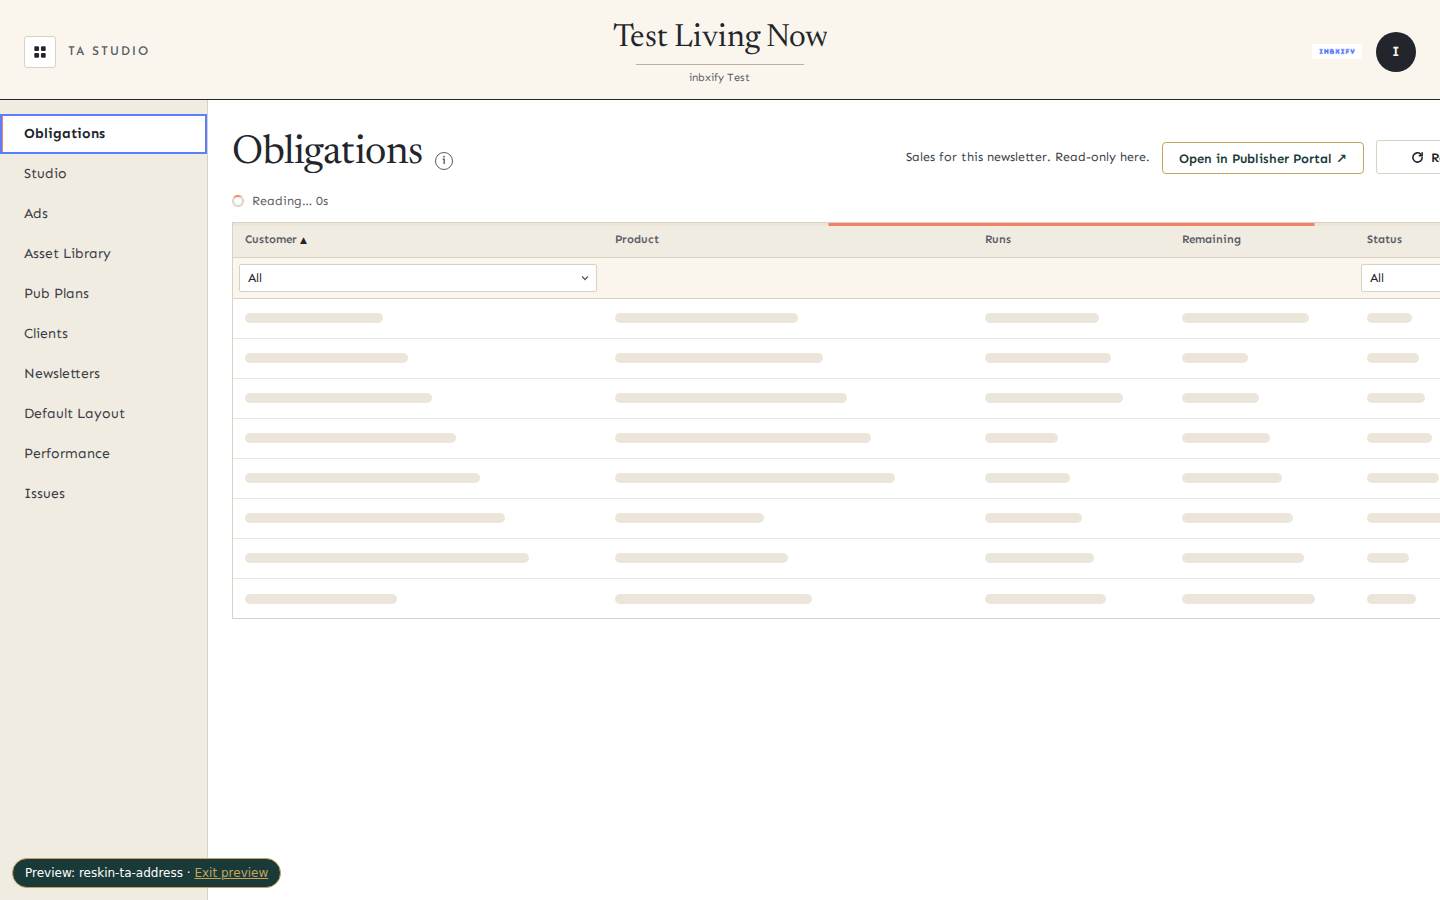 TA STUDIO
Test Living Now
inbxify Test
INBXIFY
I
Obligations
Studio
Ads
Asset Library
Pub Plans
Clients
Newsletters
Default Layout
Performance
Issues
Obligations i
Sales for this newsletter. Read-only here.
Open in Publisher Portal ↗
Reading... 0s
Customer ▲ Product Runs Remaining Status
All All
Preview: reskin-ta-address · Exit preview